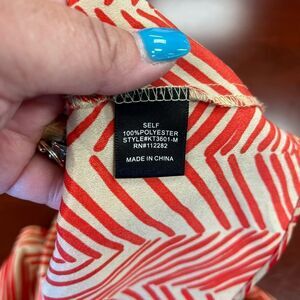 SELF
100%POLYESTER
STYLE#KT3601-M
RN#112282
MADE IN CHINA